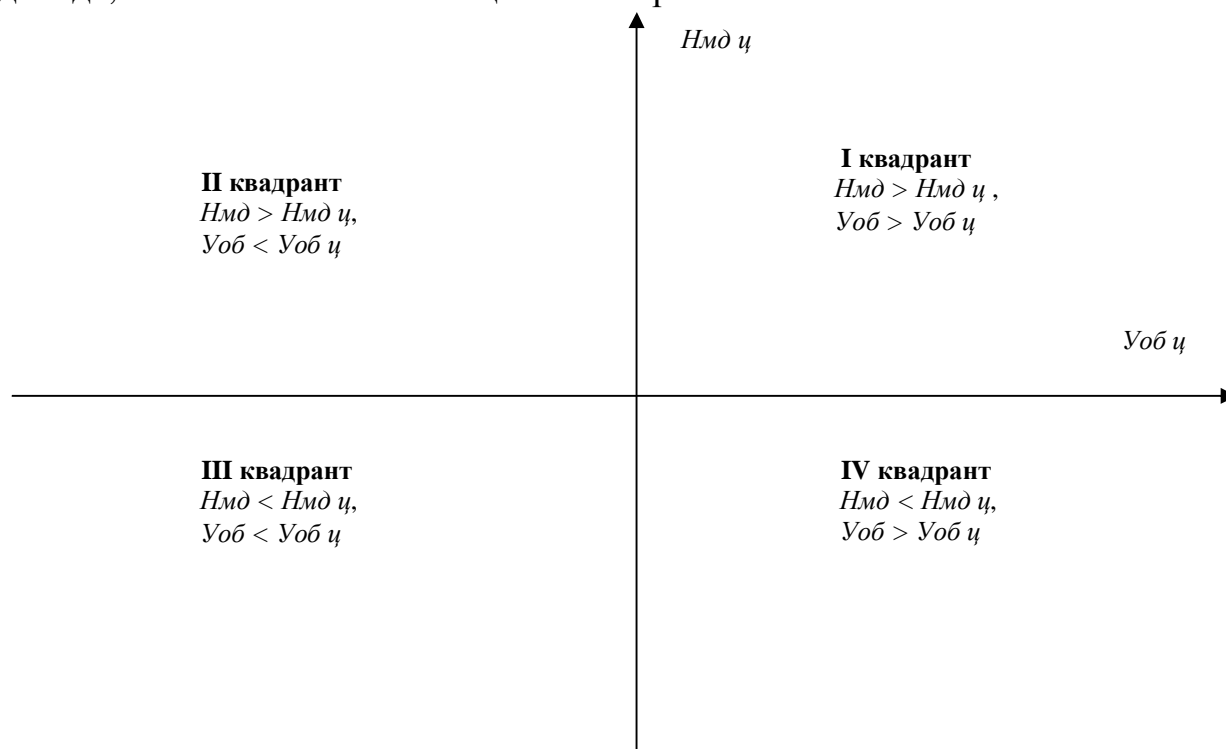 Нмд ц
I квадрант
Нмд > Нмд ц ,
Уоб > Уоб ц
II квадрант
Нмд > Нмд ц,
Уоб < Уоб ц
Уоб ц
III квадрант
Нмд < Нмд ц,
Уоб < Уоб ц
IV квадрант
Нмд < Нмд ц,
Уоб > Уоб ц